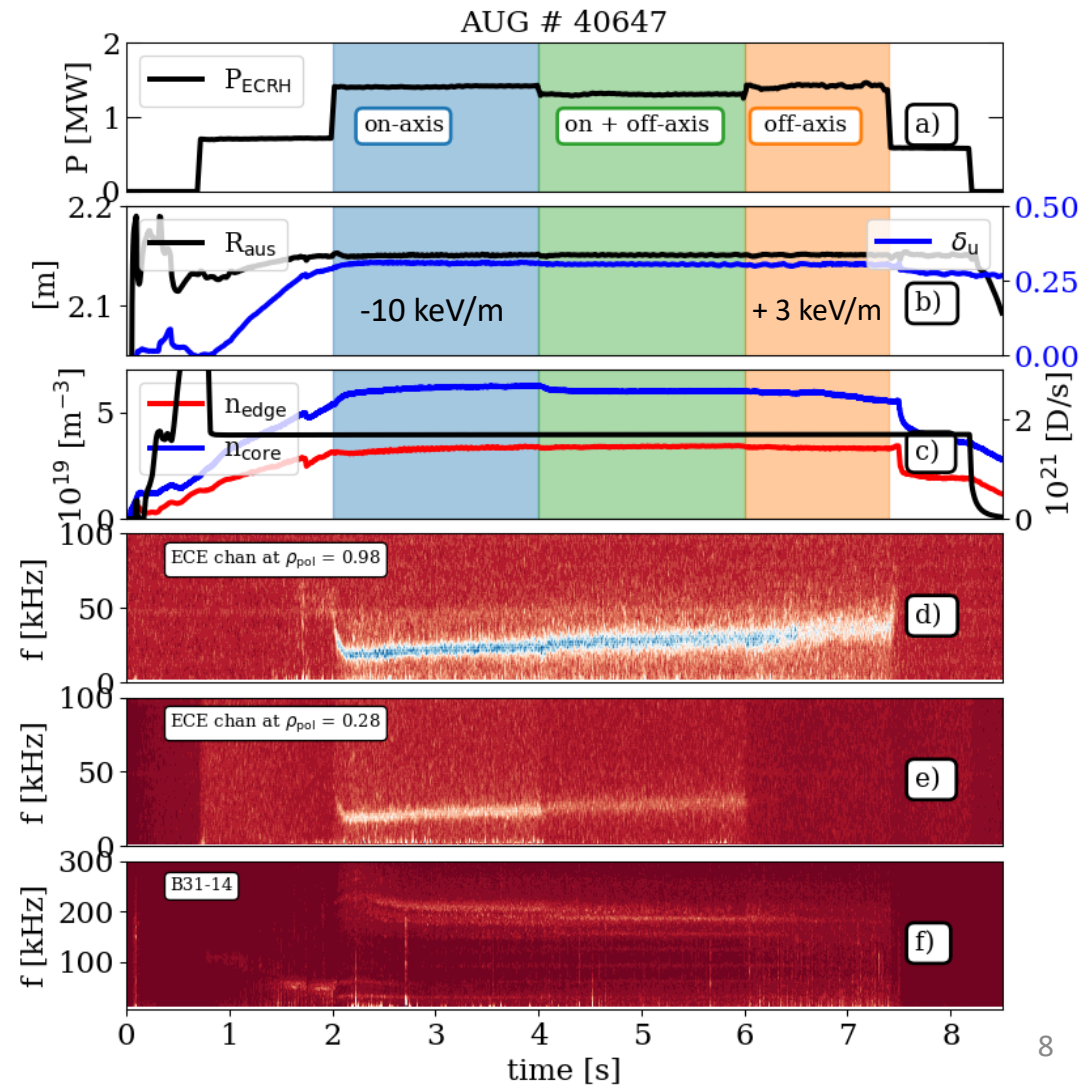 AUG # 40647
P [MW]
2
1
0
P_ECRH
on-axis
on + off-axis
off-axis
a)
[m]
2.2
2.1
R_aus
-10 keV/m
+ 3 keV/m
δ_u
b)
0.50
0.25
0.00
10^19 [m^-3]
5
0
n_edge
n_core
c)
2
0
10^21 [D/s]
f [kHz]
100
50
0
ECE chan at ρ_pol = 0.98
d)
f [kHz]
100
50
0
ECE chan at ρ_pol = 0.28
e)
f [kHz]
300
200
100
B31-14
f)
0 1 2 3 4 5 6 7 8
time [s]
8